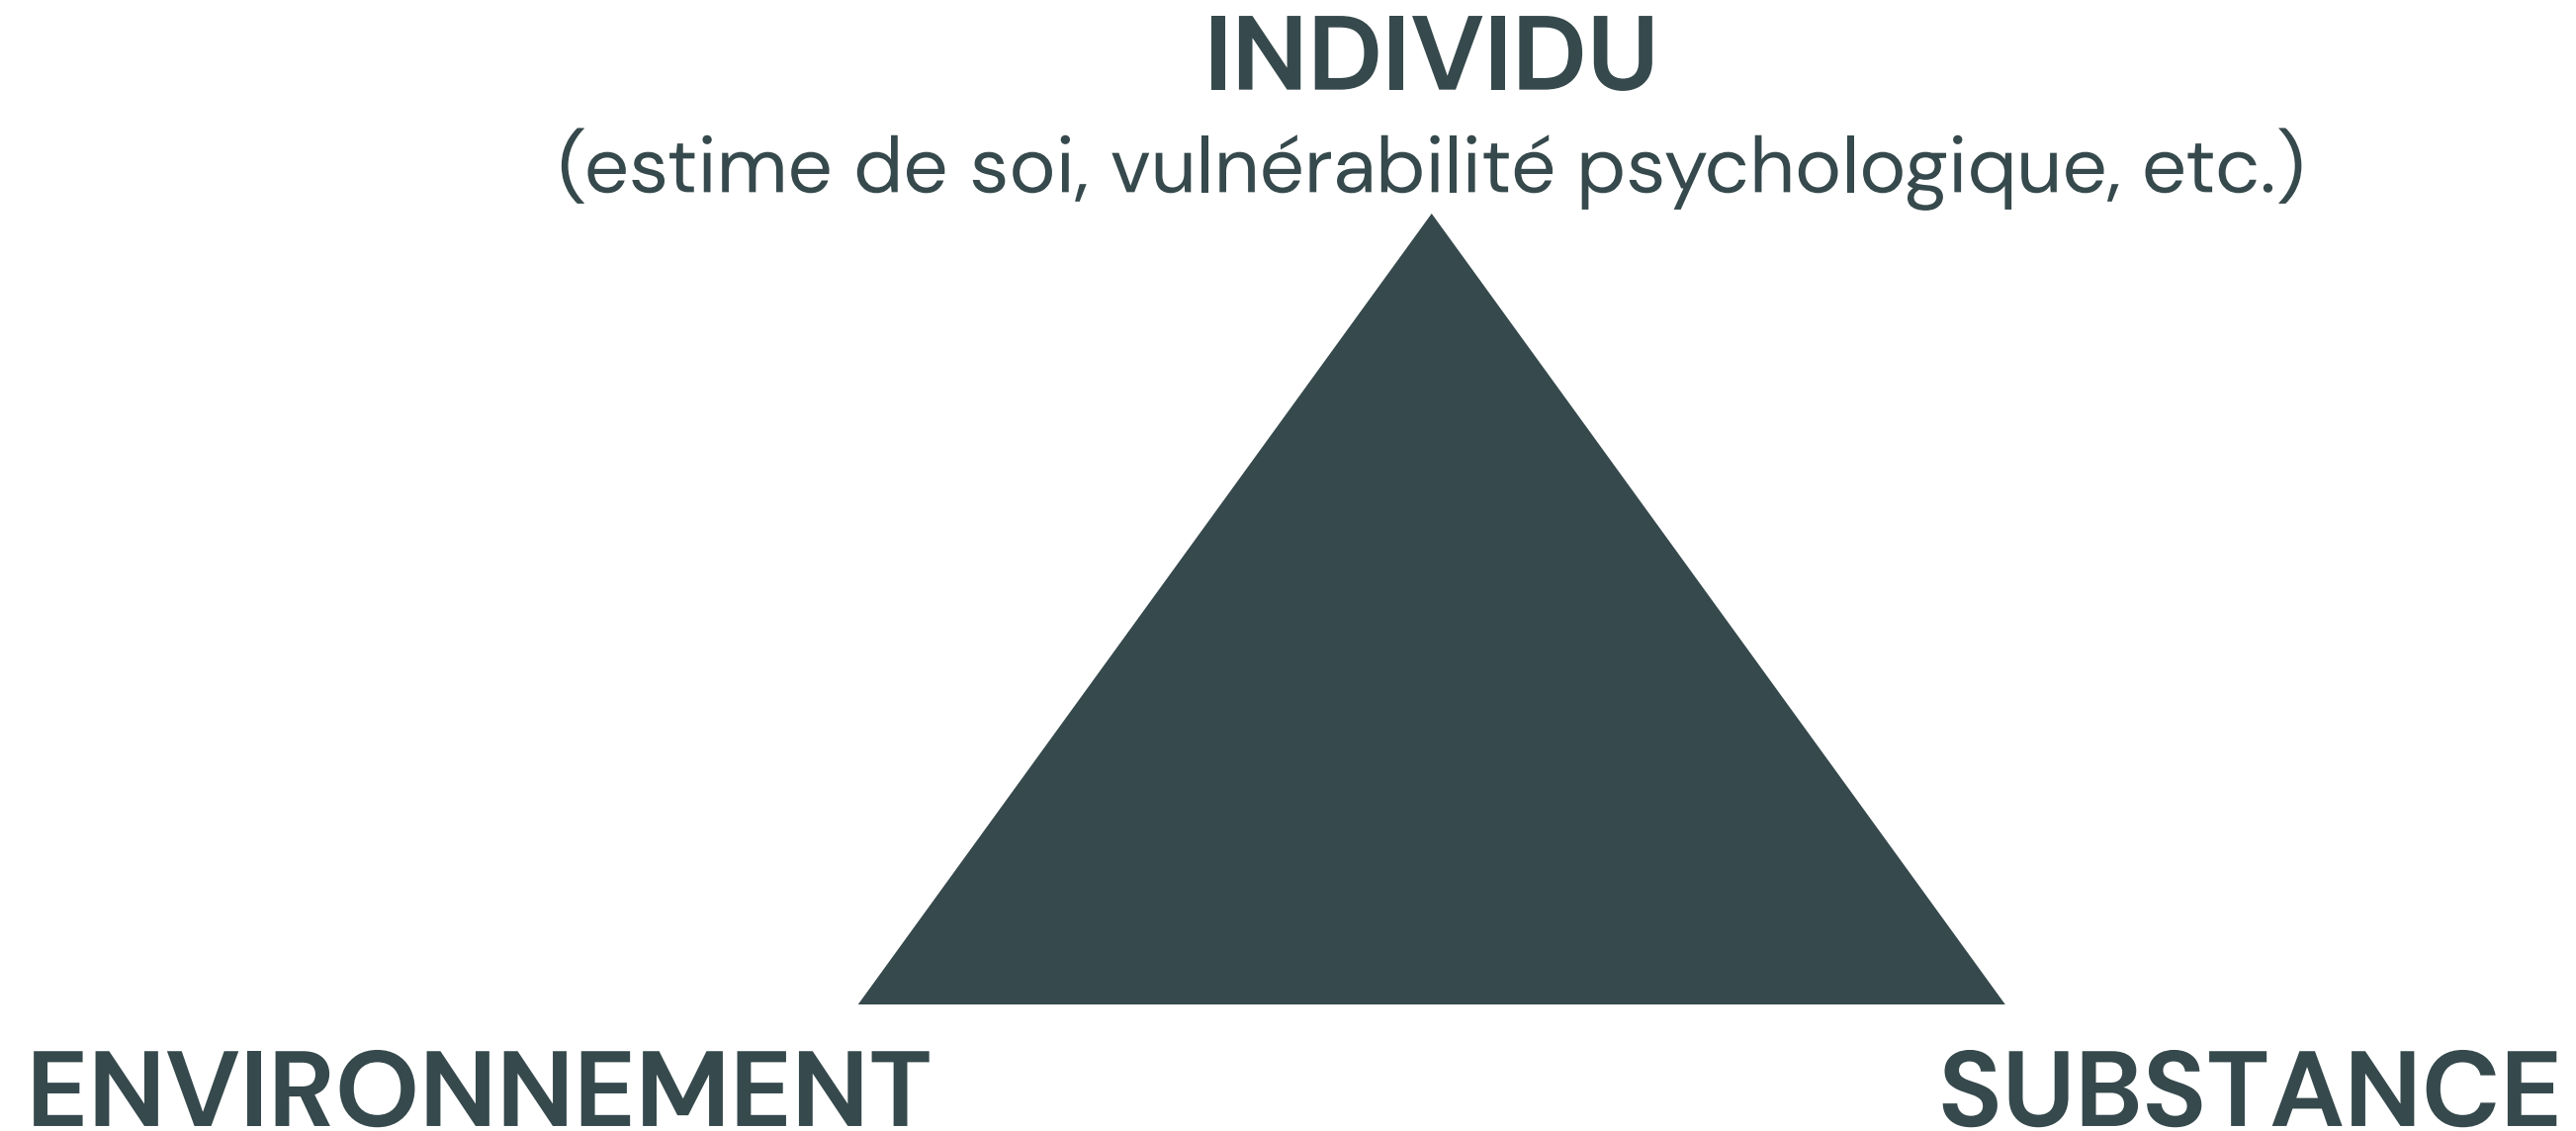 INDIVIDU
(estime de soi, vulnérabilité psychologique, etc.)
ENVIRONNEMENT
SUBSTANCE